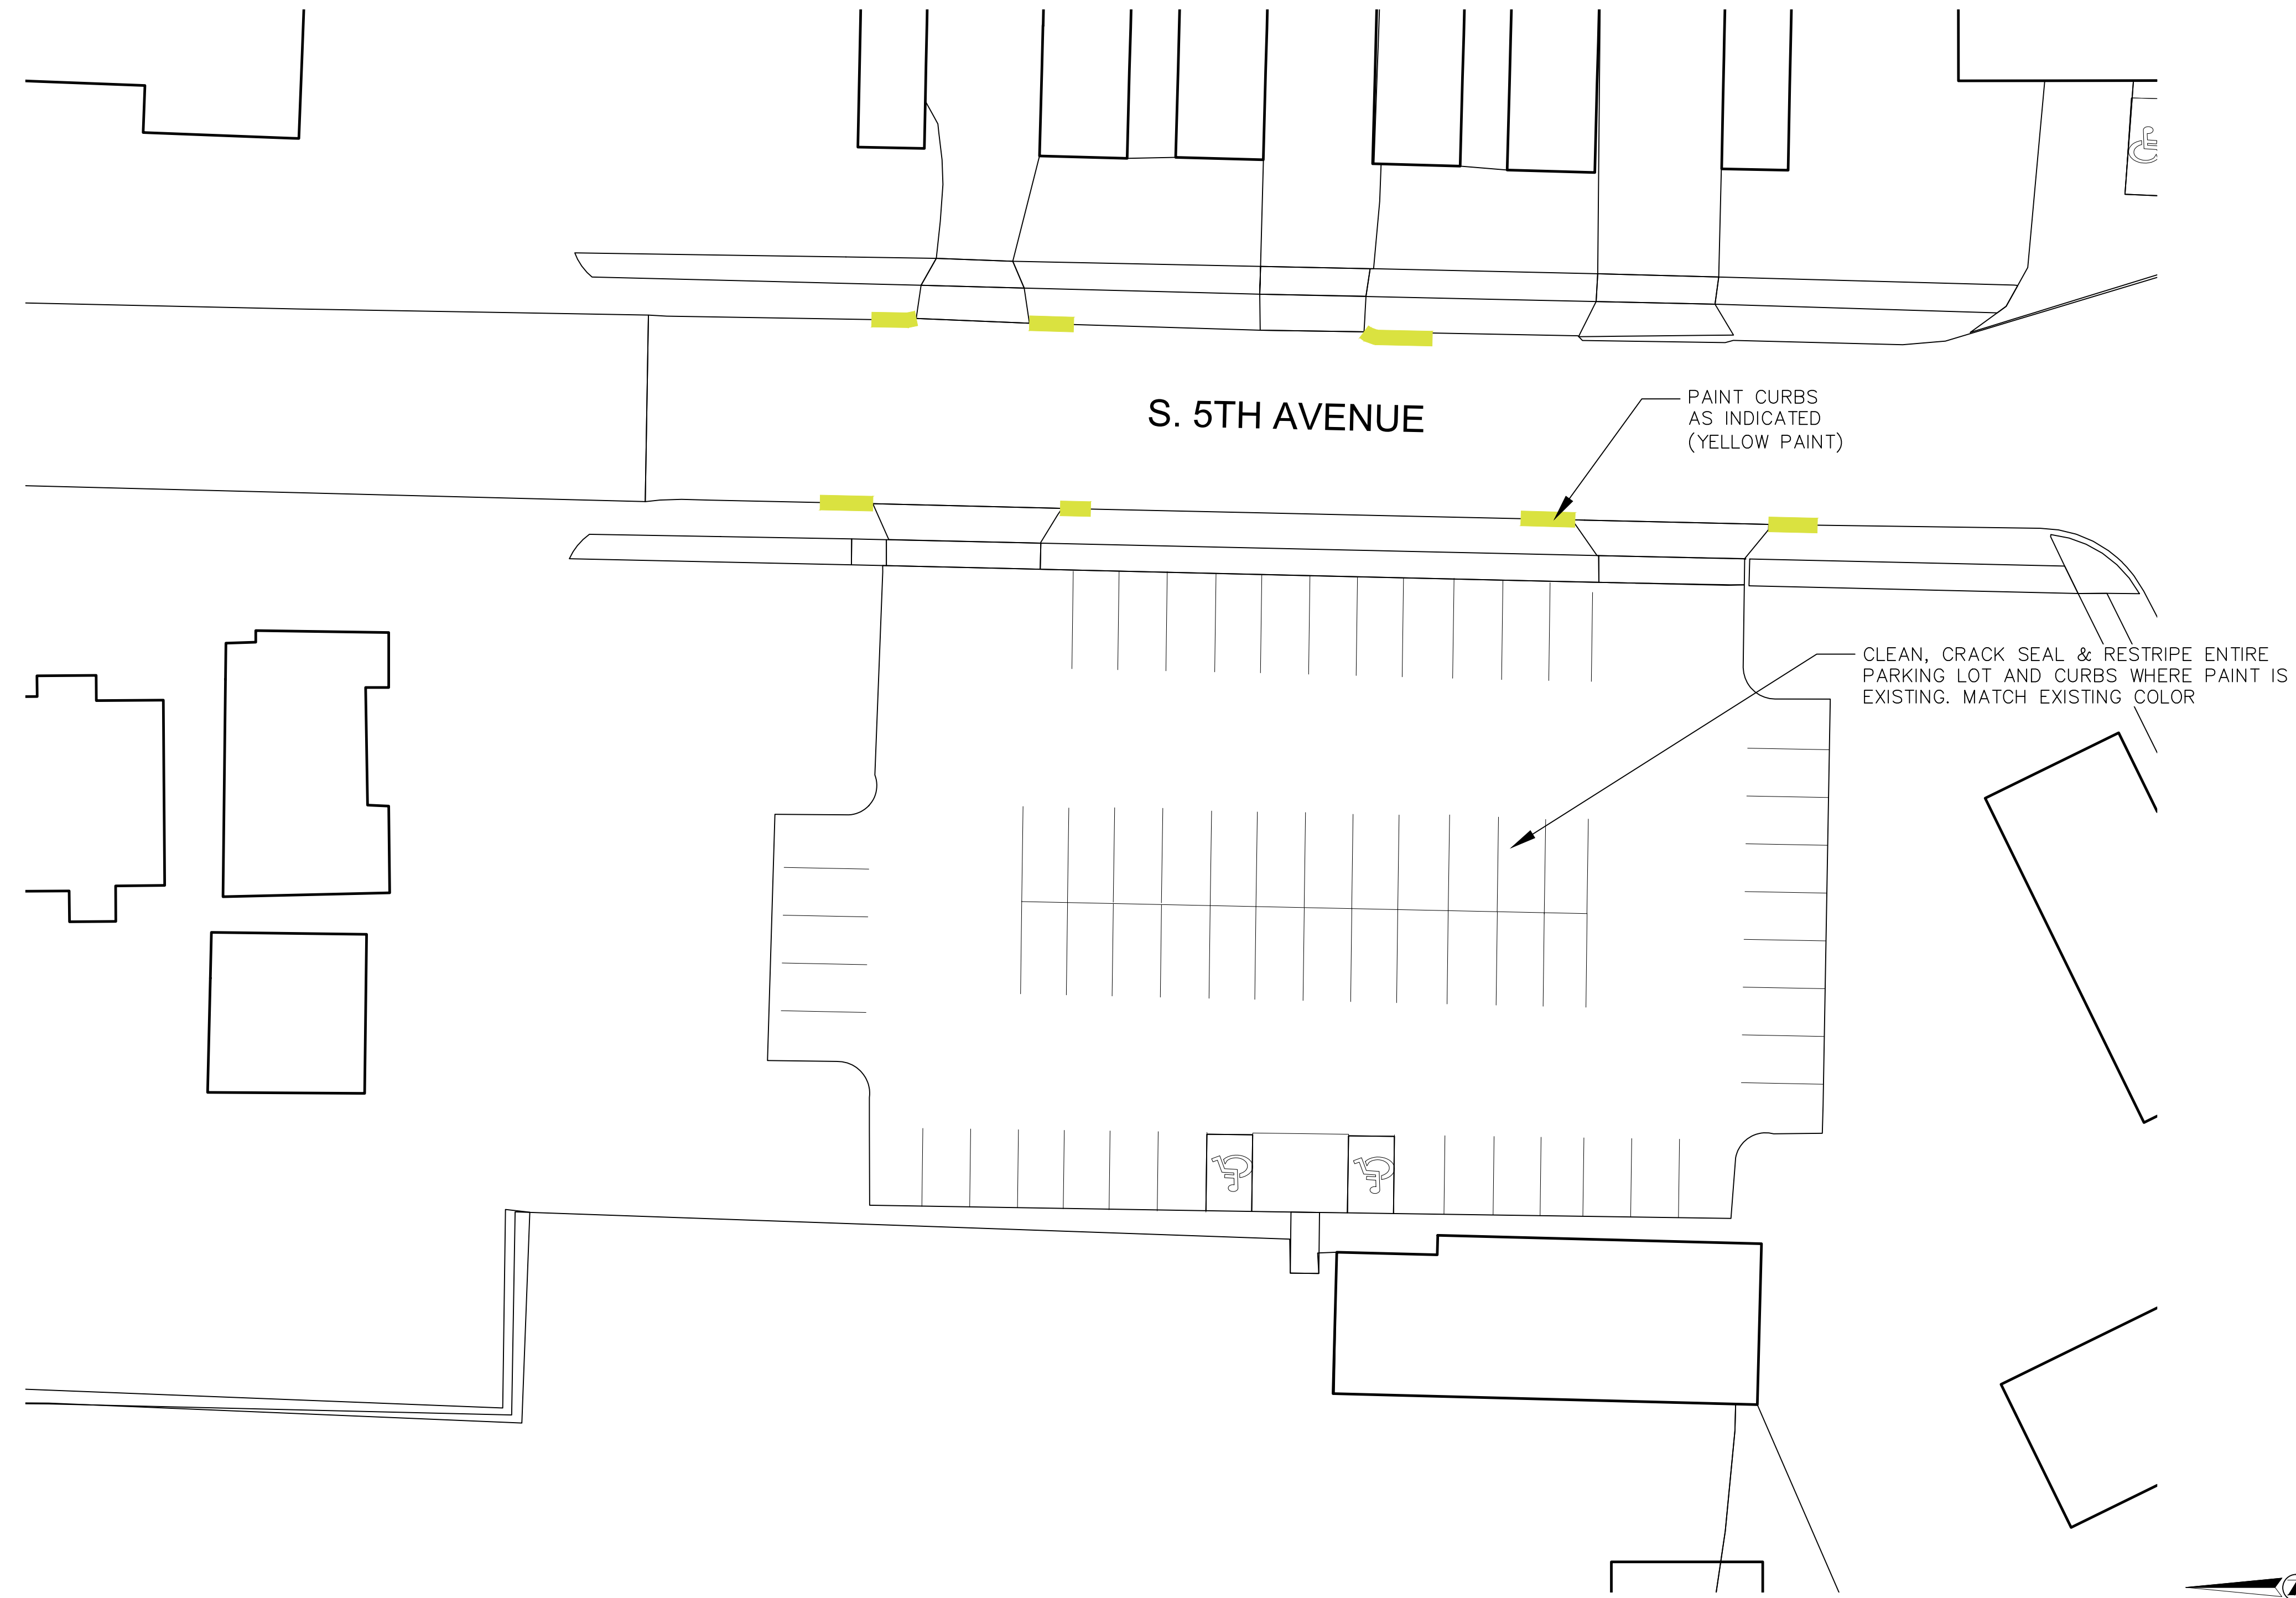 S. 5TH AVENUE
PAINT CURBS
AS INDICATED
(YELLOW PAINT)
CLEAN, CRACK SEAL & RESTRIPE ENTIRE
PARKING LOT AND CURBS WHERE PAINT IS
EXISTING. MATCH EXISTING COLOR